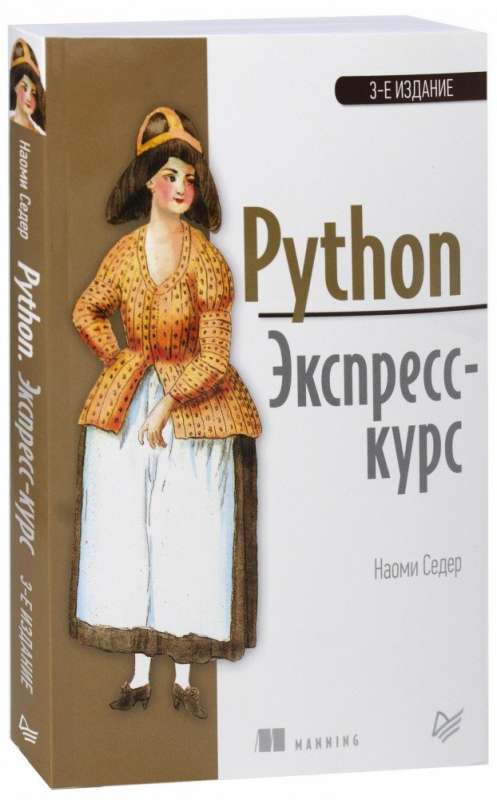 3-Е ИЗДАНИЕ
Python
Экспресс-
курс
Наоми Седер
MANNING
Наоми Седер
Python. Экспресс-курс
3-Е ИЗДАНИЕ